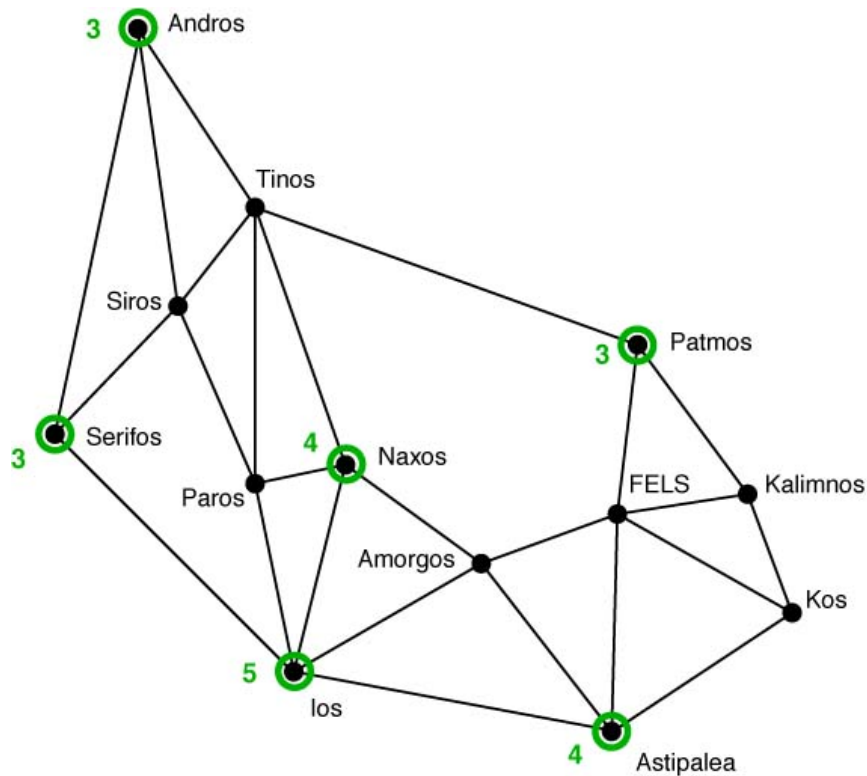 3
Andros
Tinos
Siros
3
Patmos
3
Serifos
4
Naxos
Paros
FELS
Kalimnos
Amorgos
Kos
5
Ios
4
Astipalea